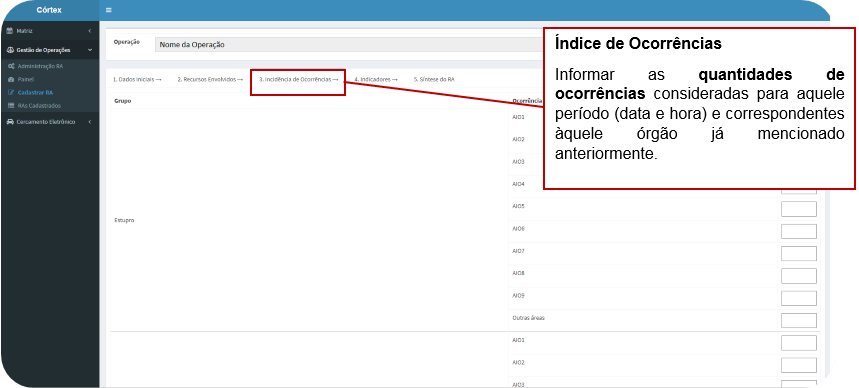 Córtex
Matriz
Gestão de Operações
Administração RA
Painel
Cadastrar RA
RAs Cadastrados
Cercamento Eletrônico
Operação
Nome da Operação
1. Dados Iniciais → 2. Recursos Envolvidos → 3. Incidência de Ocorrências → 4. Indicadores → 5. Síntese do RA
Índice de Ocorrências
Informar as quantidades de
ocorrências consideradas para aquele
período (data e hora) e correspondentes
àquele órgão já mencionado
anteriormente.
Grupo
Ocorrência
AIO1
AIO2
AIO3
AIO4
AIO5
AIO6
Estupro
AIO7
AIO8
AIO9
Outras áreas
AIO1
AIO2
AIO3